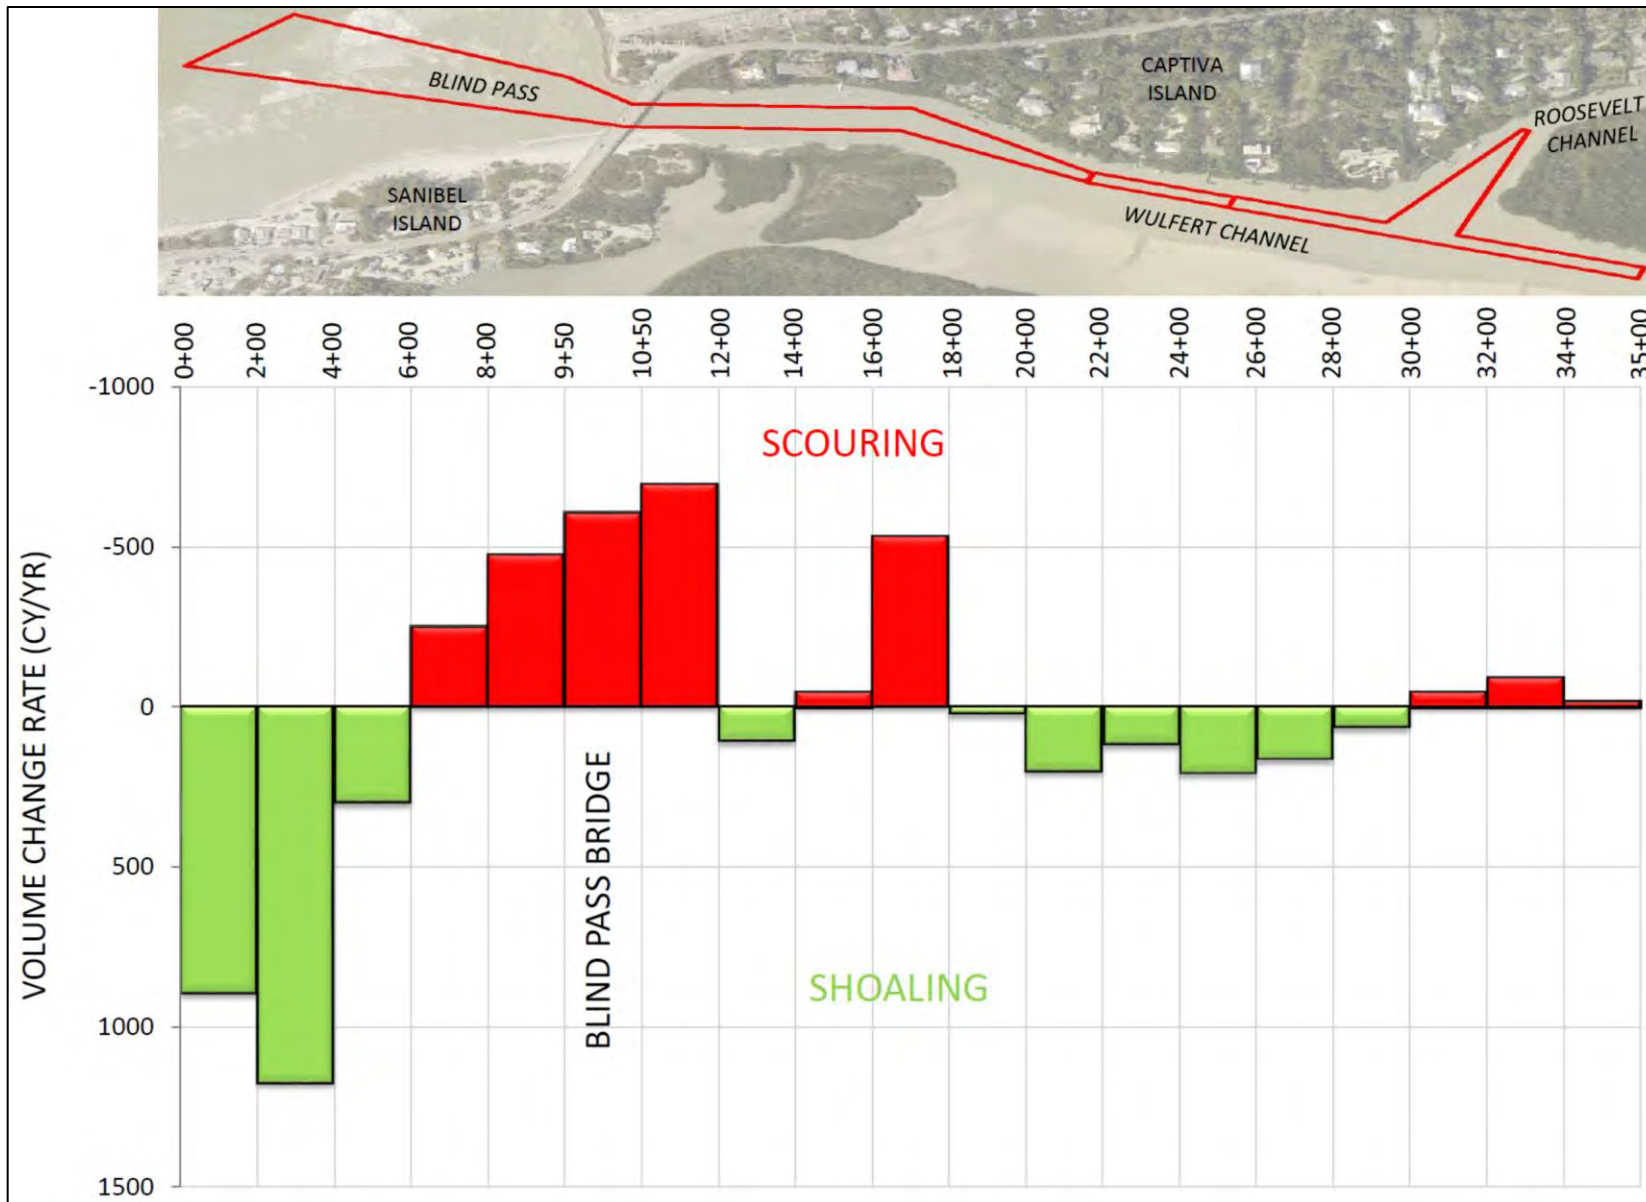 BLIND PASS
CAPTIVA
ISLAND
ROOSEVELT
CHANNEL
SANIBEL
ISLAND
WULFERT CHANNEL
0+00
2+00
4+00
6+00
8+00
9+50
10+50
12+00
14+00
16+00
18+00
20+00
22+00
24+00
26+00
28+00
30+00
32+00
34+00
35+00
-1000
-500
0
500
1000
1500
VOLUME CHANGE RATE (CY/YR)
SCOURING
BLIND PASS BRIDGE
SHOALING